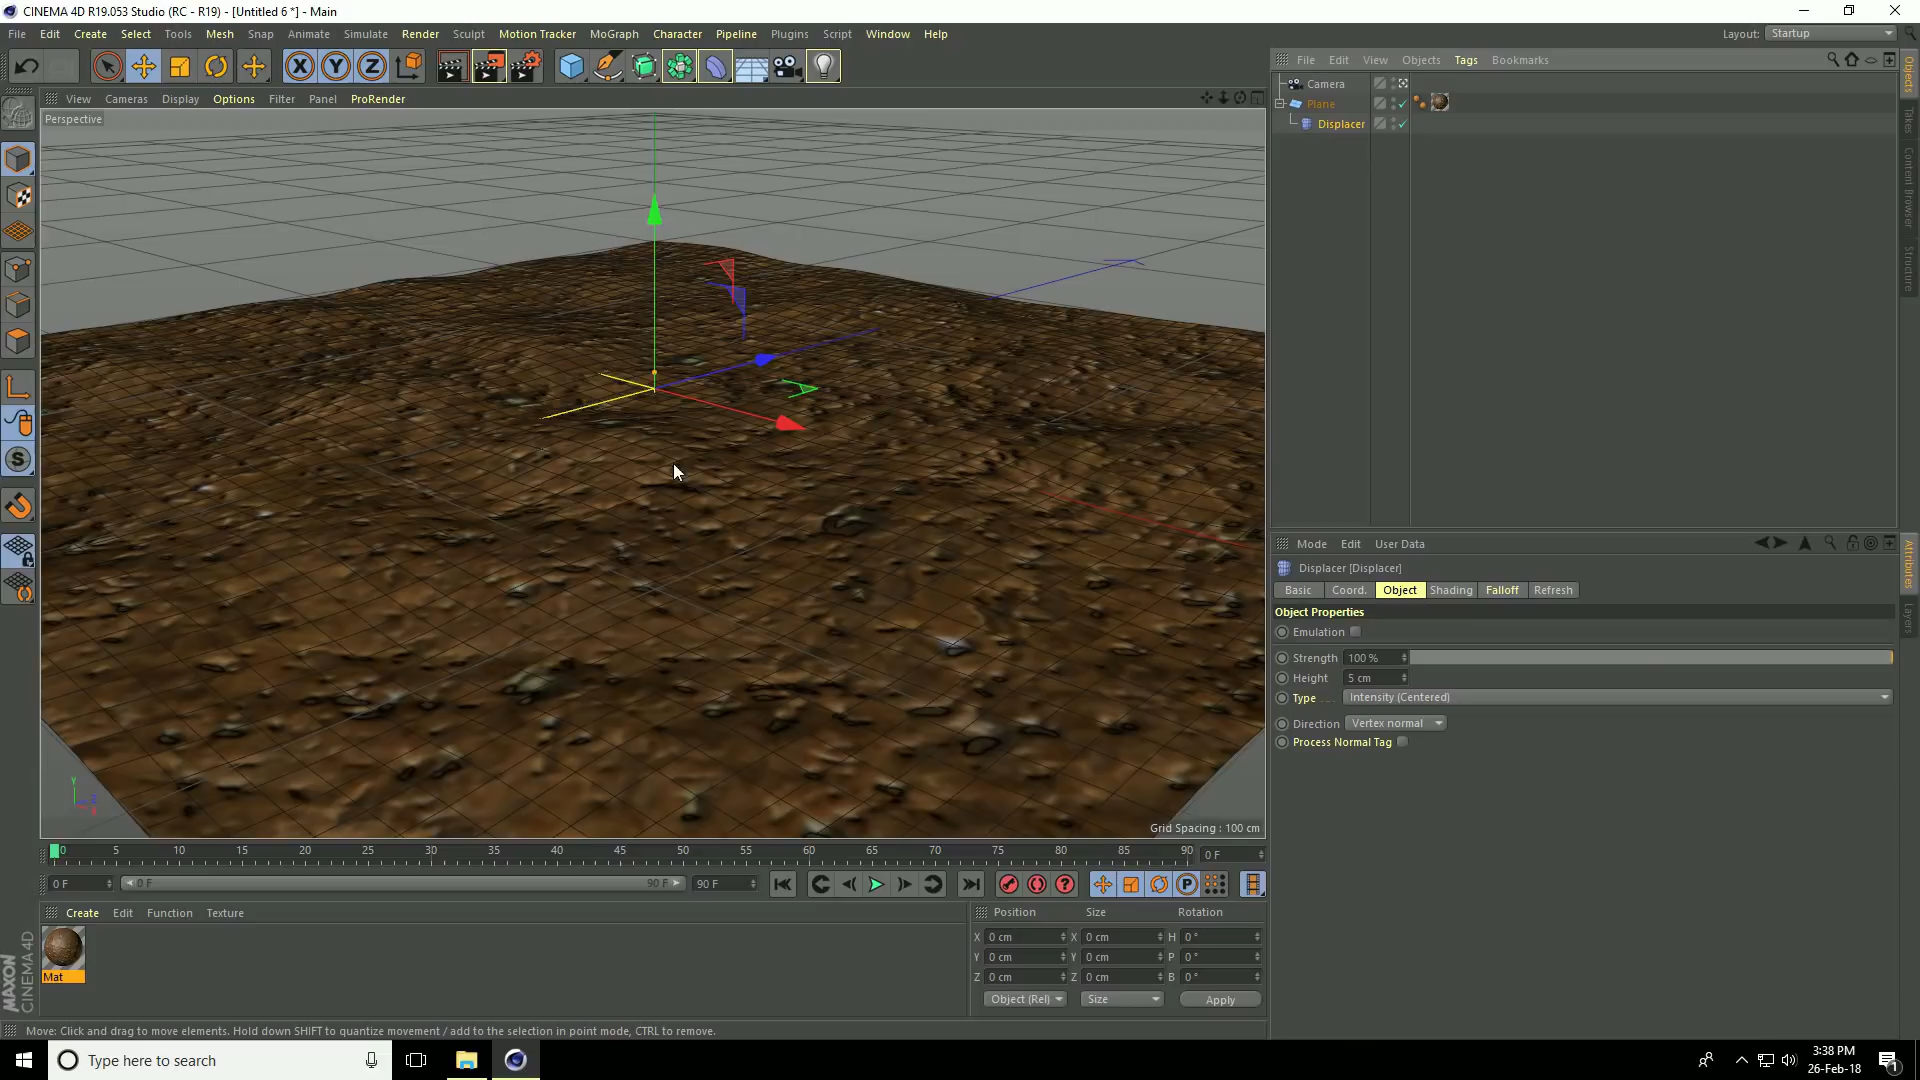 CINEMA 4D R19.053 Studio (RC - R19) - [Untitled 6 *] - Main
File Edit Create Select Tools Mesh Snap Animate Simulate Render Sculpt Motion Tracker MoGraph Character Pipeline Plugins Script Window Help
Layout: Startup
X Y Z
File Edit View Objects Tags Bookmarks
View Cameras Display Options Filter Panel ProRender
Perspective
Camera
Plane
Displacer
Objects
Takes
Content Browser
Structure
Mode Edit User Data
Displacer [Displacer]
Basic Coord. Object Shading Falloff Refresh
Object Properties
Emulation
Strength 100 %
Height 5 cm
Type Intensity (Centered)
Direction Vertex normal
Process Normal Tag
Attributes
Layers
Grid Spacing : 100 cm
0 5 10 15 20 25 30 35 40 45 50 55 60 65 70 75 80 85 90 0 F
0 F 0 F 90 F 90 F
Create Edit Function Texture
Mat
MAXON
CINEMA 4D
Position Size Rotation
X 0 cm X 0 cm H 0 °
Y 0 cm Y 0 cm P 0 °
Z 0 cm Z 0 cm B 0 °
Object (Rel) Size Apply
Move: Click and drag to move elements. Hold down SHIFT to quantize movement / add to the selection in point mode, CTRL to remove.
Type here to search
3:38 PM
26-Feb-18
1